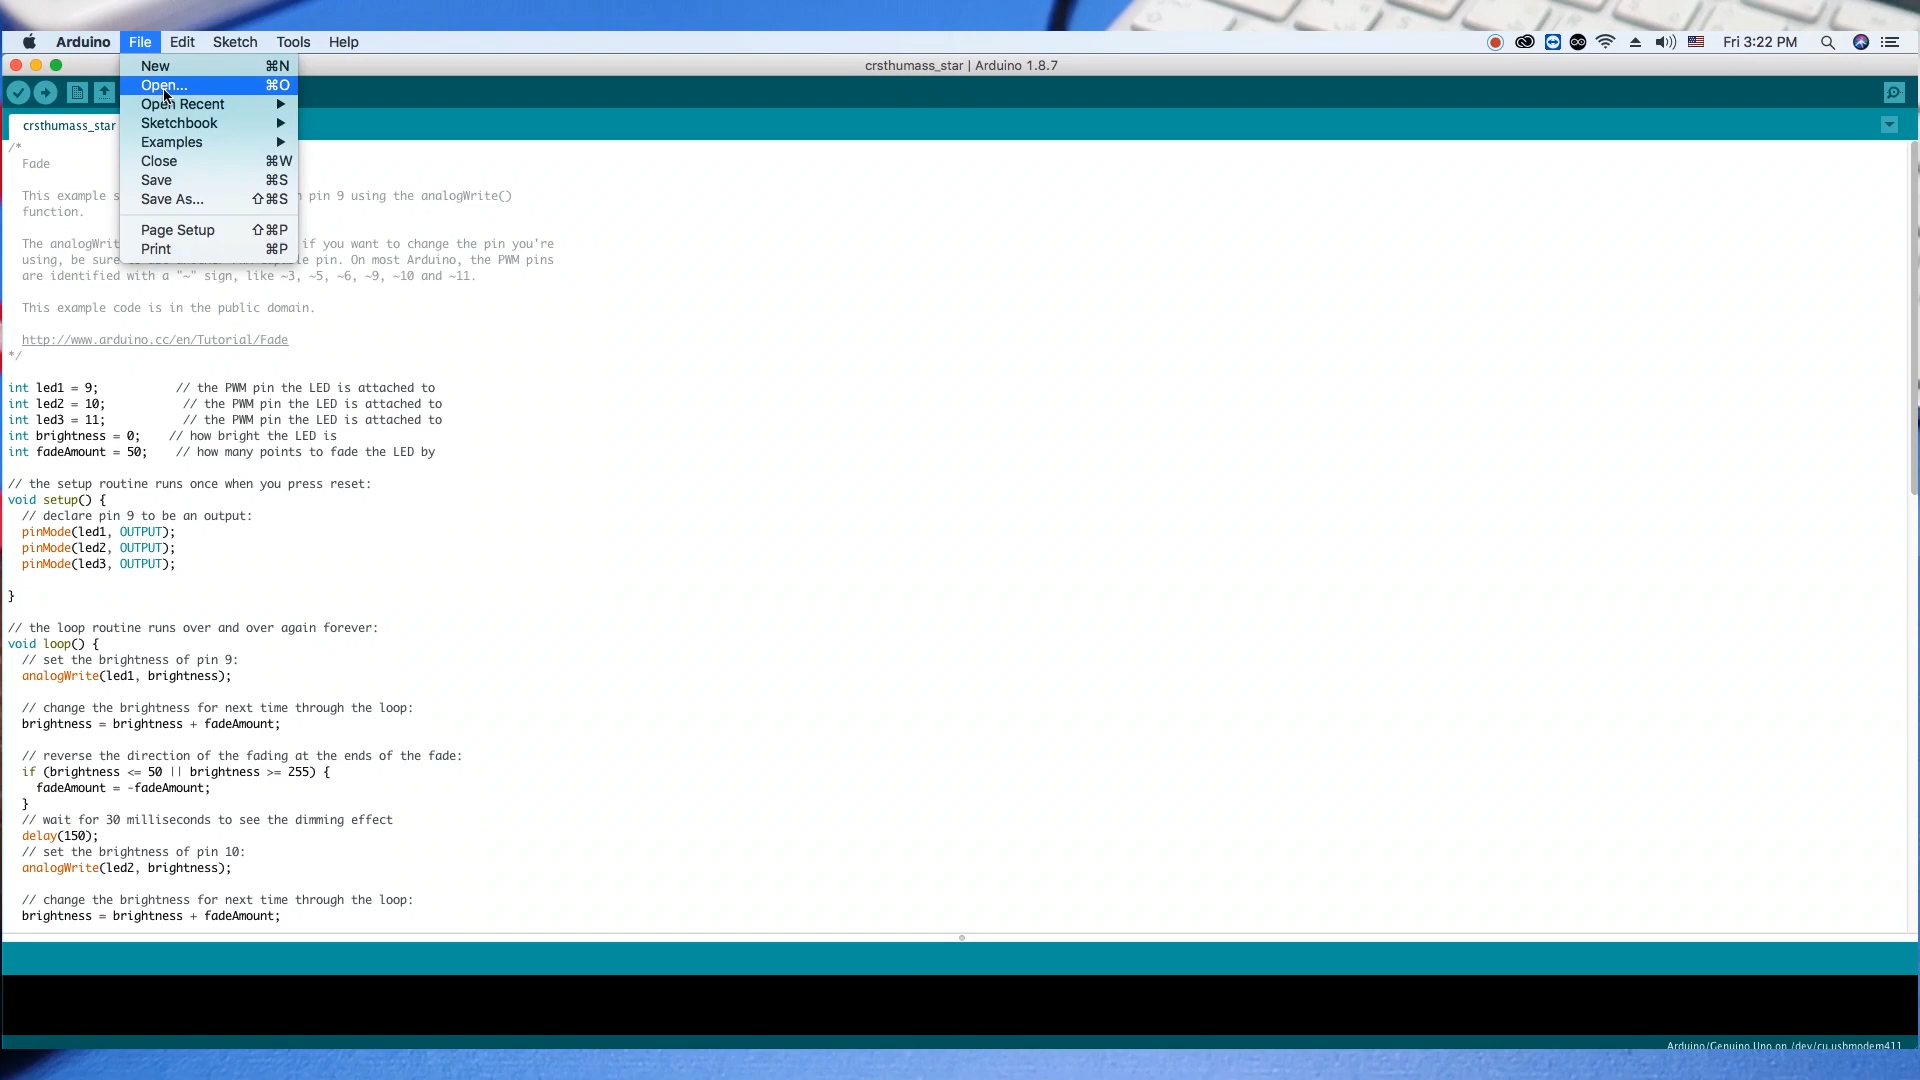 Arduino File Edit Sketch Tools Help
Fri 3:22 PM
crsthumass_star | Arduino 1.8.7
New ⌘N
Open... ⌘O
Open Recent ▶
Sketchbook ▶
Examples ▶
Close ⌘W
Save ⌘S
Save As... ⇧⌘S
Page Setup ⇧⌘P
Print ⌘P
crsthumass_star
/*
Fade
This example s
pin 9 using the analogWrite()
function.
The analogWrit
if you want to change the pin you're
using, be sure
pin. On most Arduino, the PWM pins
are identified with a "~" sign, like ~3, ~5, ~6, ~9, ~10 and ~11.
This example code is in the public domain.
http://www.arduino.cc/en/Tutorial/Fade
*/
int led1 = 9; // the PWM pin the LED is attached to
int led2 = 10; // the PWM pin the LED is attached to
int led3 = 11; // the PWM pin the LED is attached to
int brightness = 0; // how bright the LED is
int fadeAmount = 50; // how many points to fade the LED by
// the setup routine runs once when you press reset:
void setup() {
// declare pin 9 to be an output:
pinMode(led1, OUTPUT);
pinMode(led2, OUTPUT);
pinMode(led3, OUTPUT);
}
// the loop routine runs over and over again forever:
void loop() {
// set the brightness of pin 9:
analogWrite(led1, brightness);
// change the brightness for next time through the loop:
brightness = brightness + fadeAmount;
// reverse the direction of the fading at the ends of the fade:
if (brightness <= 50 || brightness >= 255) {
fadeAmount = -fadeAmount;
}
// wait for 30 milliseconds to see the dimming effect
delay(150);
// set the brightness of pin 10:
analogWrite(led2, brightness);
// change the brightness for next time through the loop:
brightness = brightness + fadeAmount;
Arduino/Genuino Uno on /dev/cu.usbmodem411